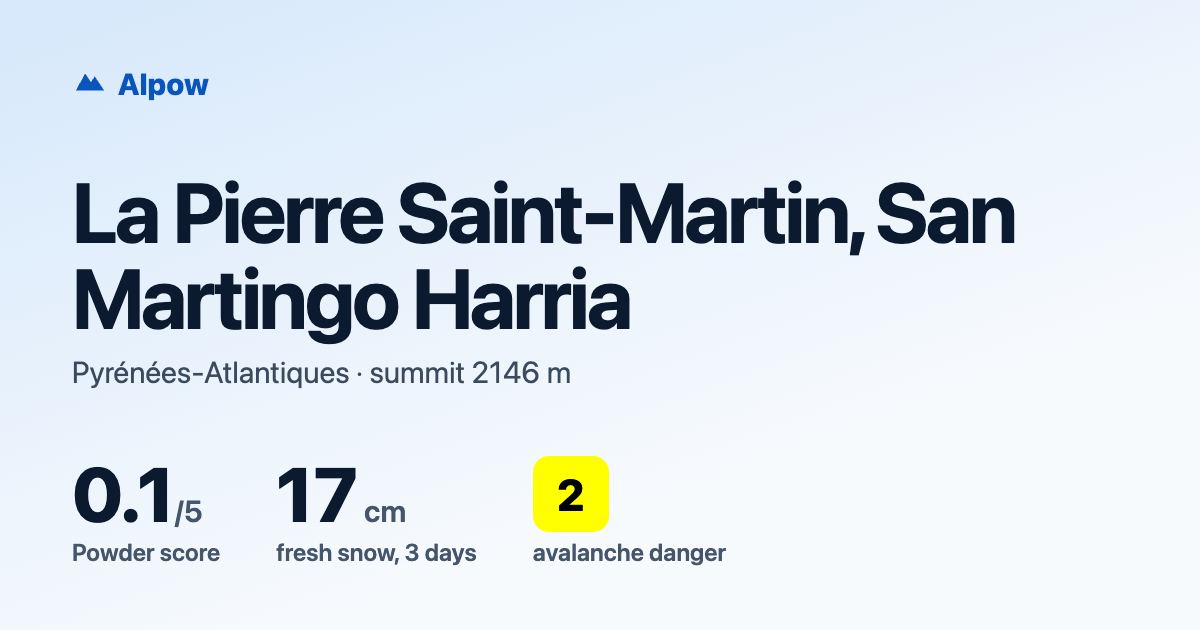 Alpow
La Pierre Saint-Martin, San
Martingo Harria
Pyrénées-Atlantiques · summit 2146 m
0.1/5 17 cm 2
Powder score fresh snow, 3 days avalanche danger